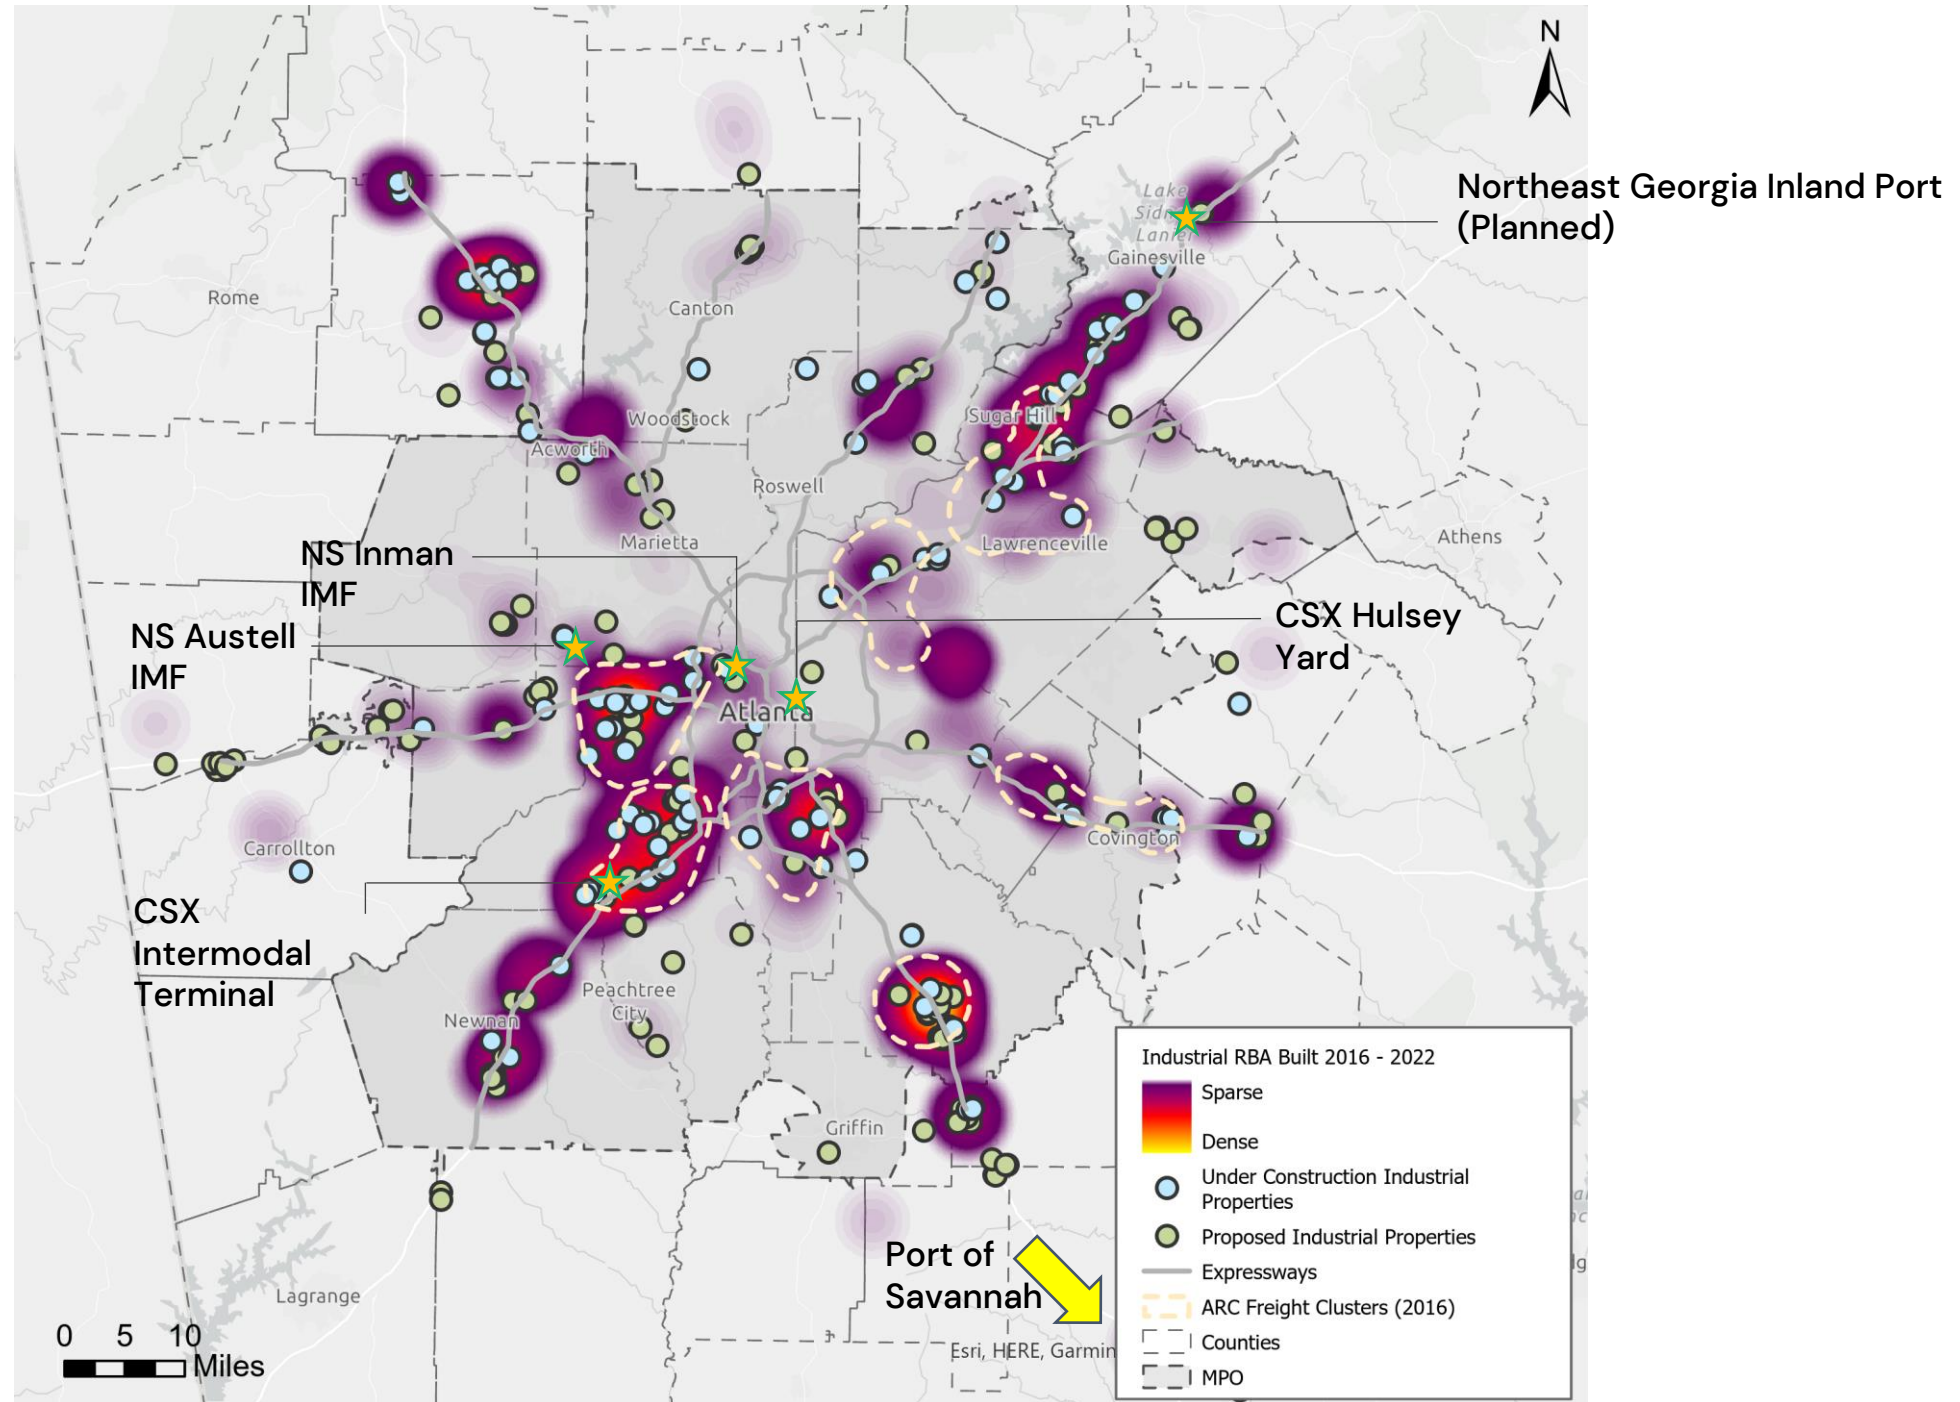 N
Northeast Georgia Inland Port
(Planned)
Lake
Lanier
Gainesville
Rome
Canton
Woodstock
Sugar Hill
Acworth
Roswell
Marietta
Lawrenceville
Athens
NS Inman
IMF
NS Austell
IMF
CSX Hulsey
Yard
Atlanta
Carrollton
Covington
CSX
Intermodal
Terminal
Peachtree
City
Newnan
Griffin
Lagrange
Port of
Savannah
Esri, HERE, Garmin
0 5 10
Miles
Industrial RBA Built 2016 - 2022
Sparse
Dense
Under Construction Industrial
Properties
Proposed Industrial Properties
Expressways
ARC Freight Clusters (2016)
Counties
MPO